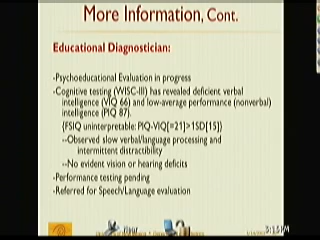 More Information, Cont.
Educational Diagnostician:
-Psychoeducational Evaluation in progress
-Cognitive testing (WISC-III) has revealed deficient verbal
intelligence (VIQ 66) and low-average performance (nonverbal)
intelligence (PIQ 87).
{FSIQ uninterpretable: PIQ-VIQ[=21]>1SD[15]}
--Observed slow verbal/language processing and
intermittent distractibility
--No evident vision or hearing deficits
-Performance testing pending
-Referred for Speech/Language evaluation